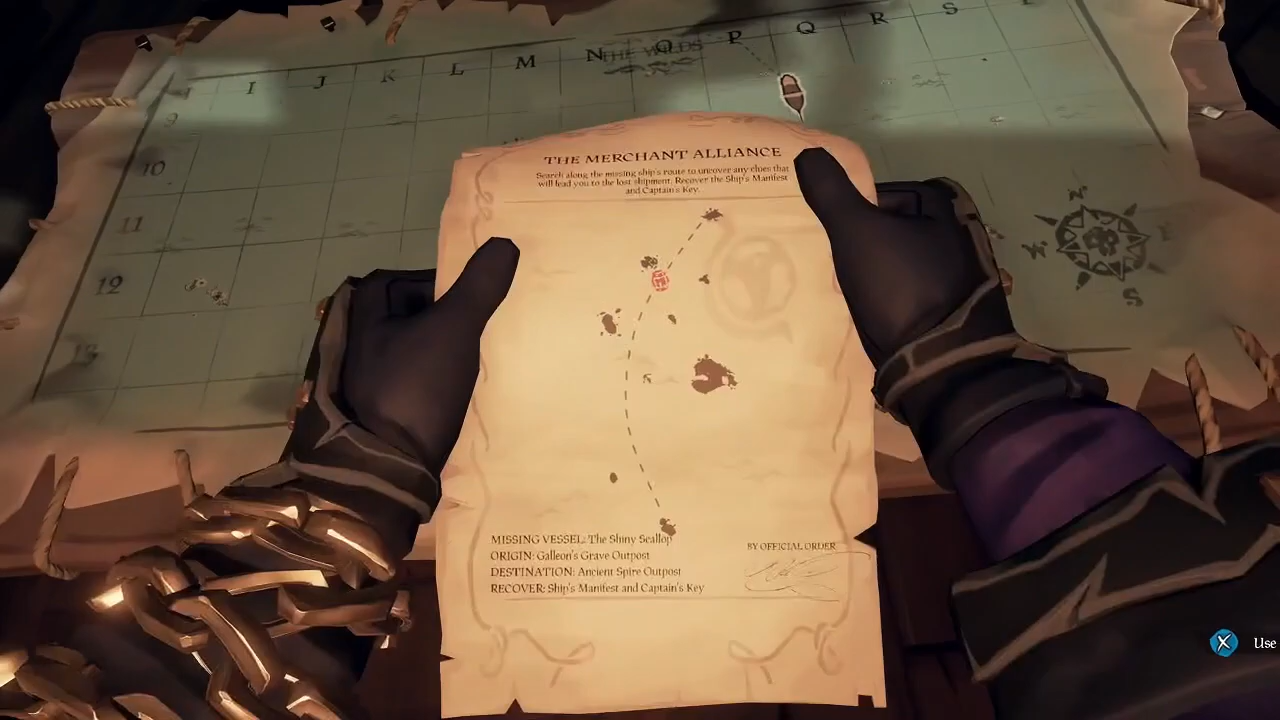 I J K L M N O P Q R S
THE WILDS
9
10
11
12
13
THE MERCHANT ALLIANCE
Search along the missing ship's route to uncover any clues that
will lead you to the lost shipment. Recover the Ship's Manifest
and Captain's Key.
MISSING VESSEL: The Shiny Scallop
ORIGIN: Galleon's Grave Outpost
DESTINATION: Ancient Spire Outpost
RECOVER: Ship's Manifest and Captain's Key
BY OFFICIAL ORDER
N
S
X Use